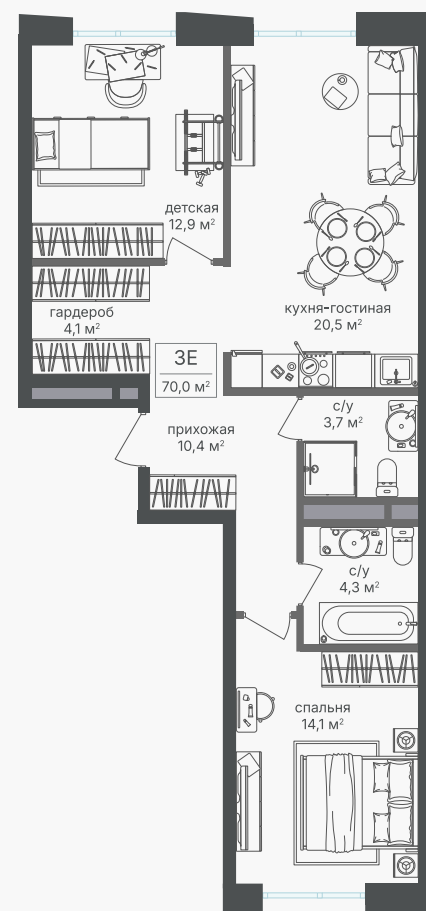 детская
12,9 м²
гардероб
4,1 м²
кухня-гостиная
20,5 м²
3Е
70,0 м²
прихожая
10,4 м²
с/у
3,7 м²
с/у
4,3 м²
спальня
14,1 м²